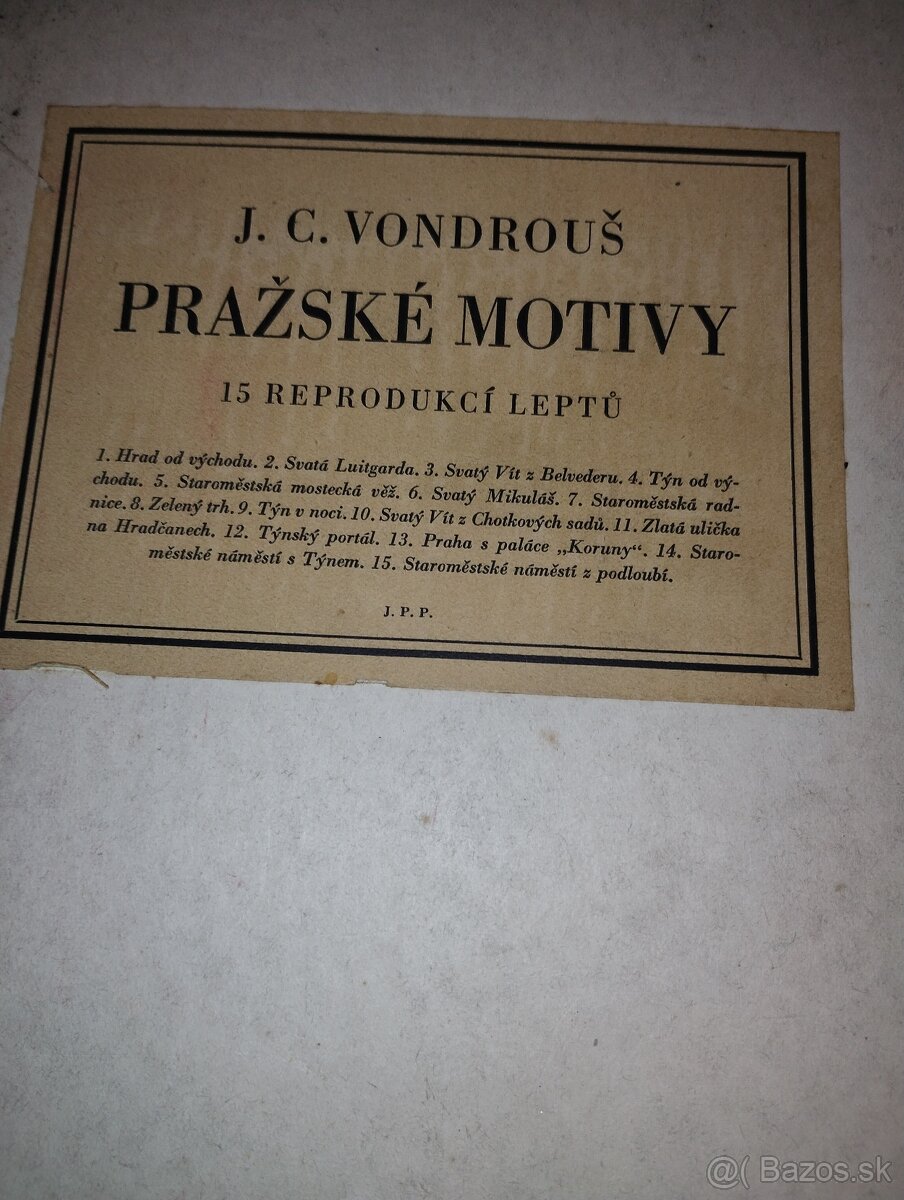 J. C. VONDROUŠ
PRAŽSKÉ MOTIVY
15 REPRODUKCÍ LEPTŮ
1. Hrad od východu. 2. Svatá Luitgarda. 3. Svatý Vít z Belvederu. 4. Týn od vý-
chodu. 5. Staroměstská mostecká věž. 6. Svatý Mikuláš. 7. Staroměstská rad-
nice. 8. Zelený trh. 9. Týn v noci. 10. Svatý Vít z Chotkových sadů. 11. Zlatá ulička
na Hradčanech. 12. Týnský portál. 13. Praha s paláce „Koruny“. 14. Staro-
městské náměstí s Týnem. 15. Staroměstské náměstí z podloubí.
J. P. P.
@( Bazos.sk